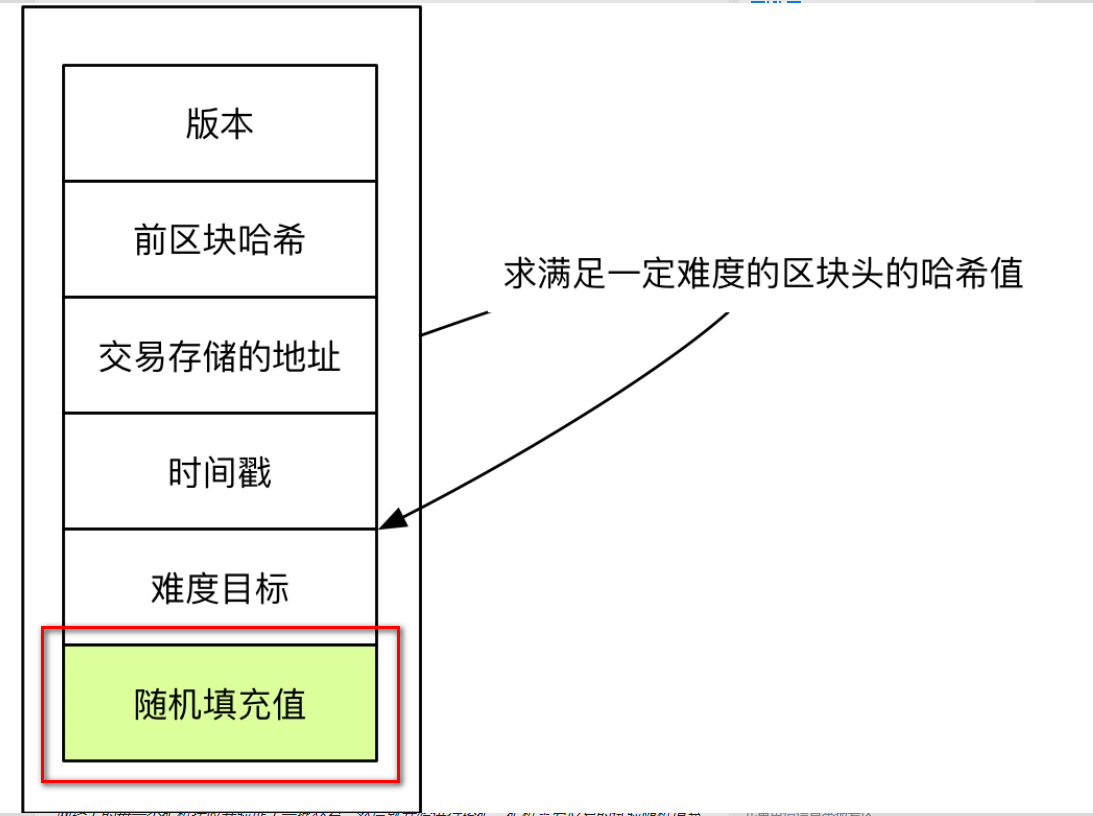 版本
前区块哈希
求满足一定难度的区块头的哈希值
交易存储的地址
时间戳
难度目标
随机填充值